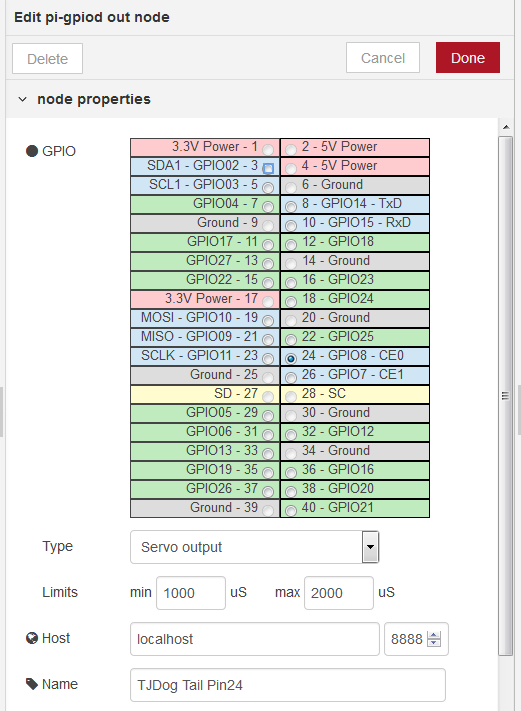 Edit pi-gpiod out node
Delete Cancel Done
node properties
GPIO
3.3V Power - 1 2 - 5V Power
SDA1 - GPIO02 - 3 4 - 5V Power
SCL1 - GPIO03 - 5 6 - Ground
GPIO04 - 7 8 - GPIO14 - TxD
Ground - 9 10 - GPIO15 - RxD
GPIO17 - 11 12 - GPIO18
GPIO27 - 13 14 - Ground
GPIO22 - 15 16 - GPIO23
3.3V Power - 17 18 - GPIO24
MOSI - GPIO10 - 19 20 - Ground
MISO - GPIO09 - 21 22 - GPIO25
SCLK - GPIO11 - 23 24 - GPIO8 - CE0
Ground - 25 26 - GPIO7 - CE1
SD - 27 28 - SC
GPIO05 - 29 30 - Ground
GPIO06 - 31 32 - GPIO12
GPIO13 - 33 34 - Ground
GPIO19 - 35 36 - GPIO16
GPIO26 - 37 38 - GPIO20
Ground - 39 40 - GPIO21
Type Servo output
Limits min 1000 uS max 2000 uS
Host localhost 8888
Name TJDog Tail Pin24